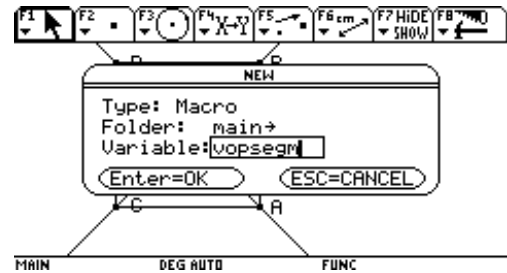 F1 F2 F3 F4 X→Y F5 F6 cm F7 HiDE F8
SHOW
NEW
Type: Macro
Folder: main→
Variable: vopsegm
Enter=OK ESC=CANCEL
C A
MAIN DEG AUTO FUNC